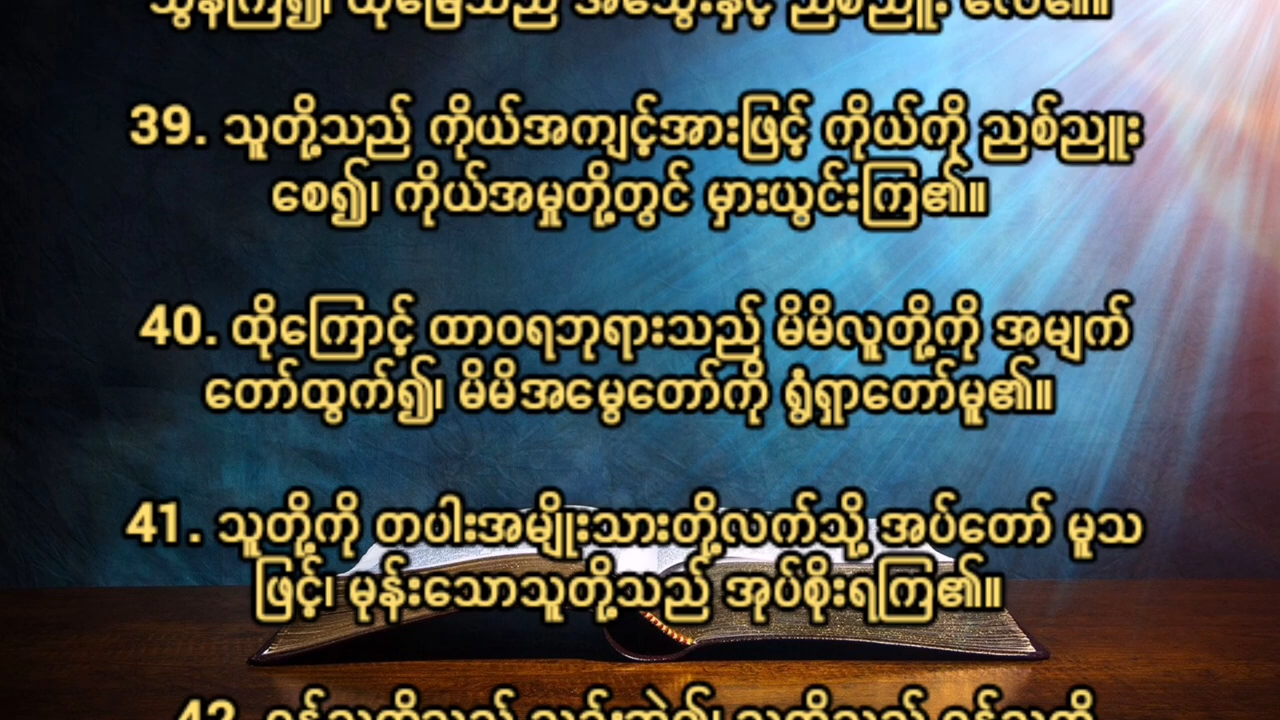 39. သူတို့သည် ကိုယ်အကျင့်အားဖြင့် ကိုယ်ကို ညစ်ညူး
စေ၍၊ ကိုယ်အမှုတို့တွင် မှားယွင်းကြ၏။
40. ထိုကြောင့် ထာဝရဘုရားသည် မိမိလူတို့ကို အမျက်
တော်ထွက်၍၊ မိမိအမွေတော်ကို ရွံရှာတော်မူ၏။
41. သူတို့ကို တပါးအမျိုးသားတို့လက်သို့ အပ်တော် မူသ
ဖြင့်၊ မုန်းသောသူတို့သည် အုပ်စိုးရကြ၏။